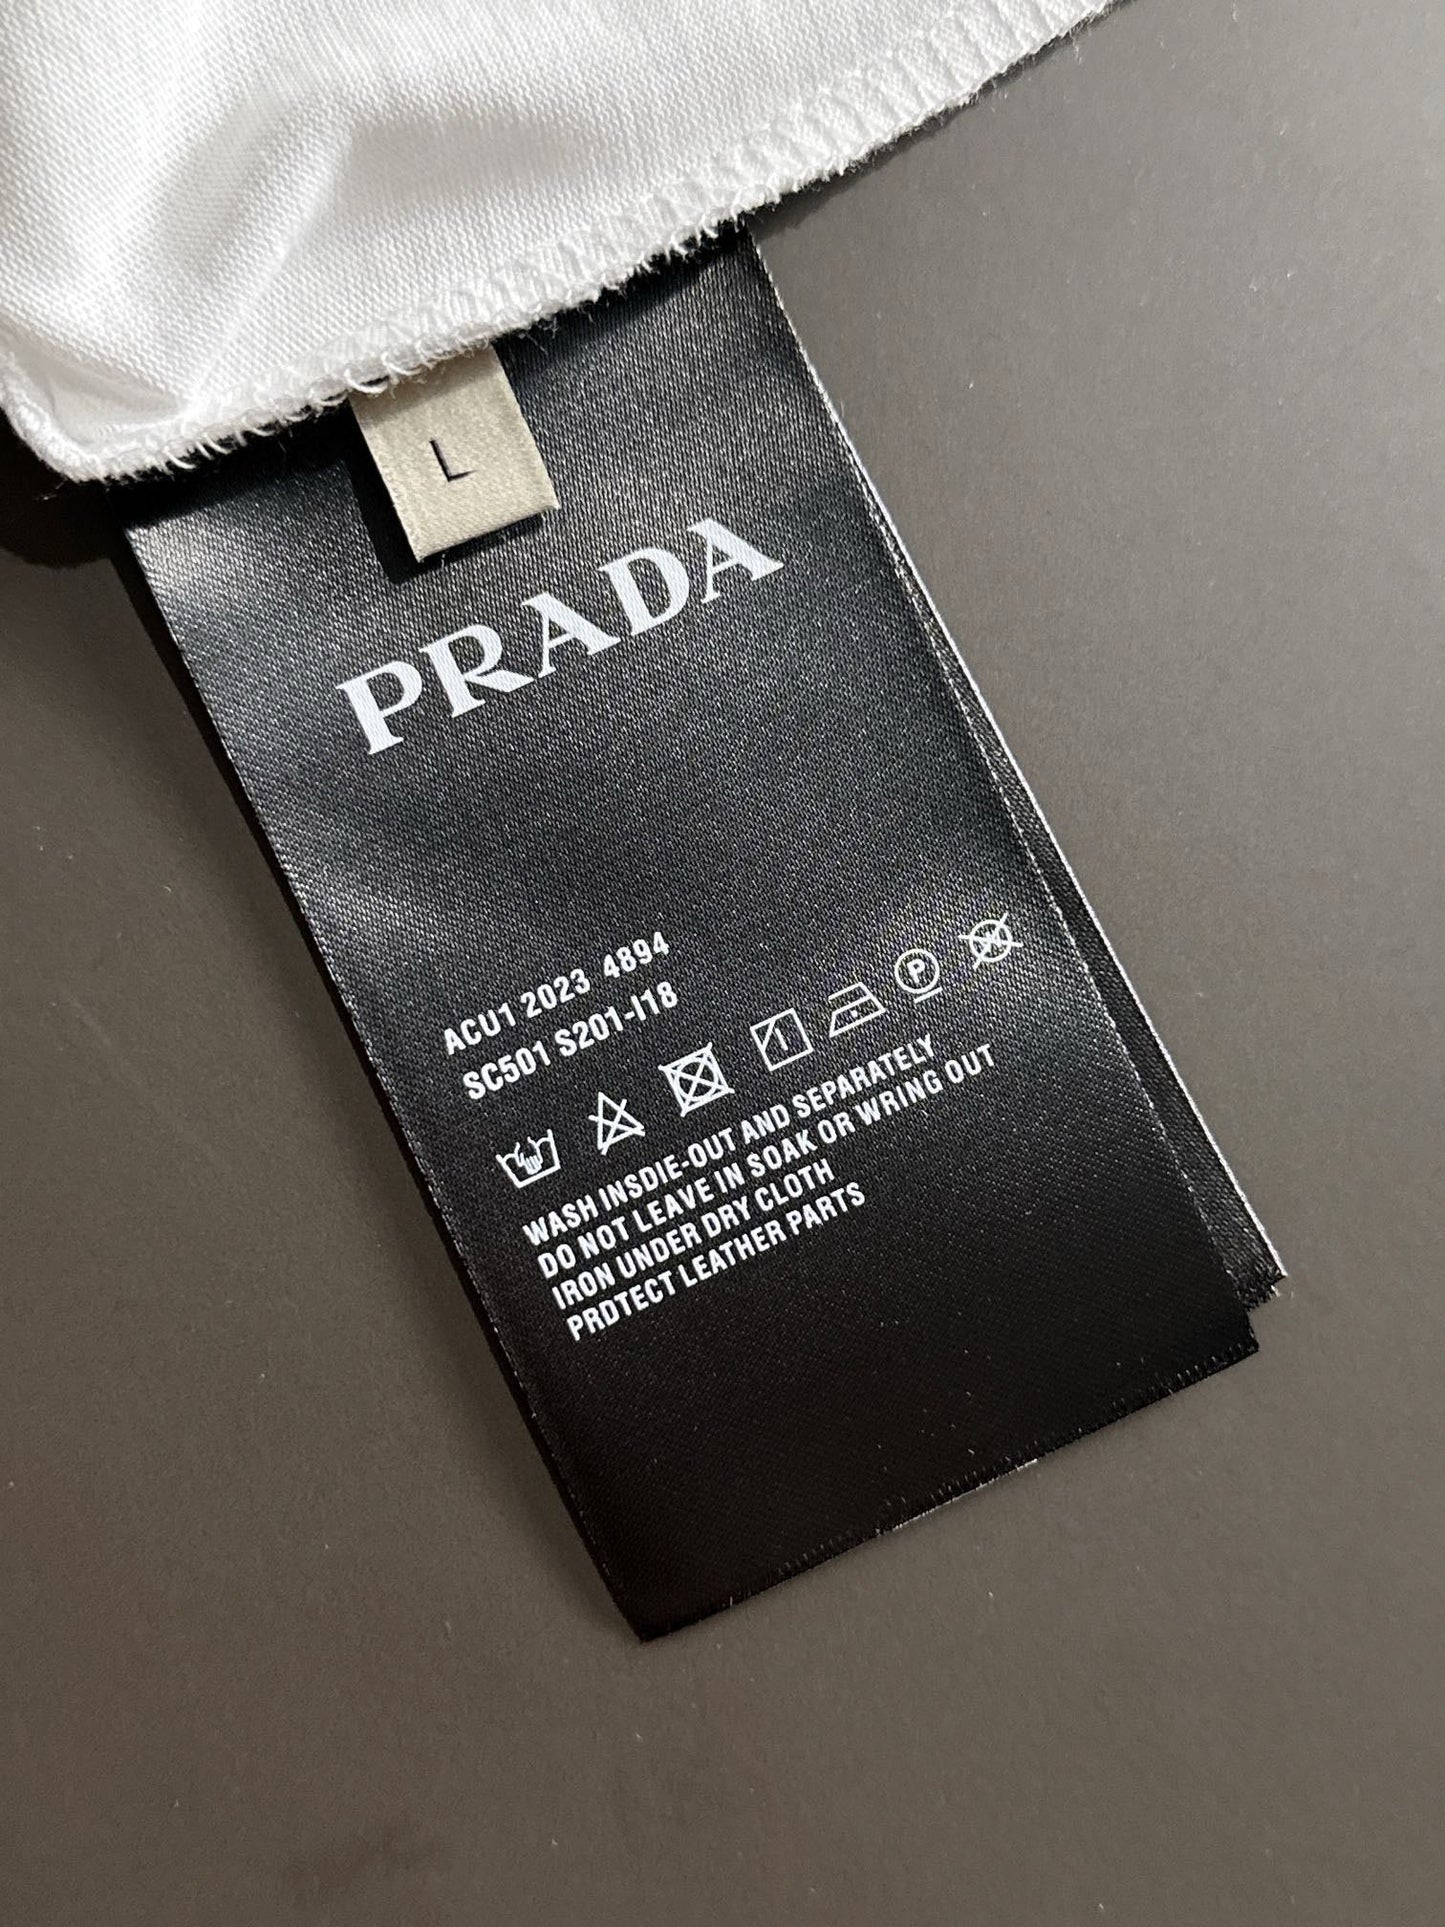 L
PRADA
ACU1 2023 4894
SC501 S201-I18
P
WASH INSDIE-OUT AND SEPARATELY
DO NOT LEAVE IN SOAK OR WRING OUT
IRON UNDER DRY CLOTH
PRDTECT LEATHER PARTS